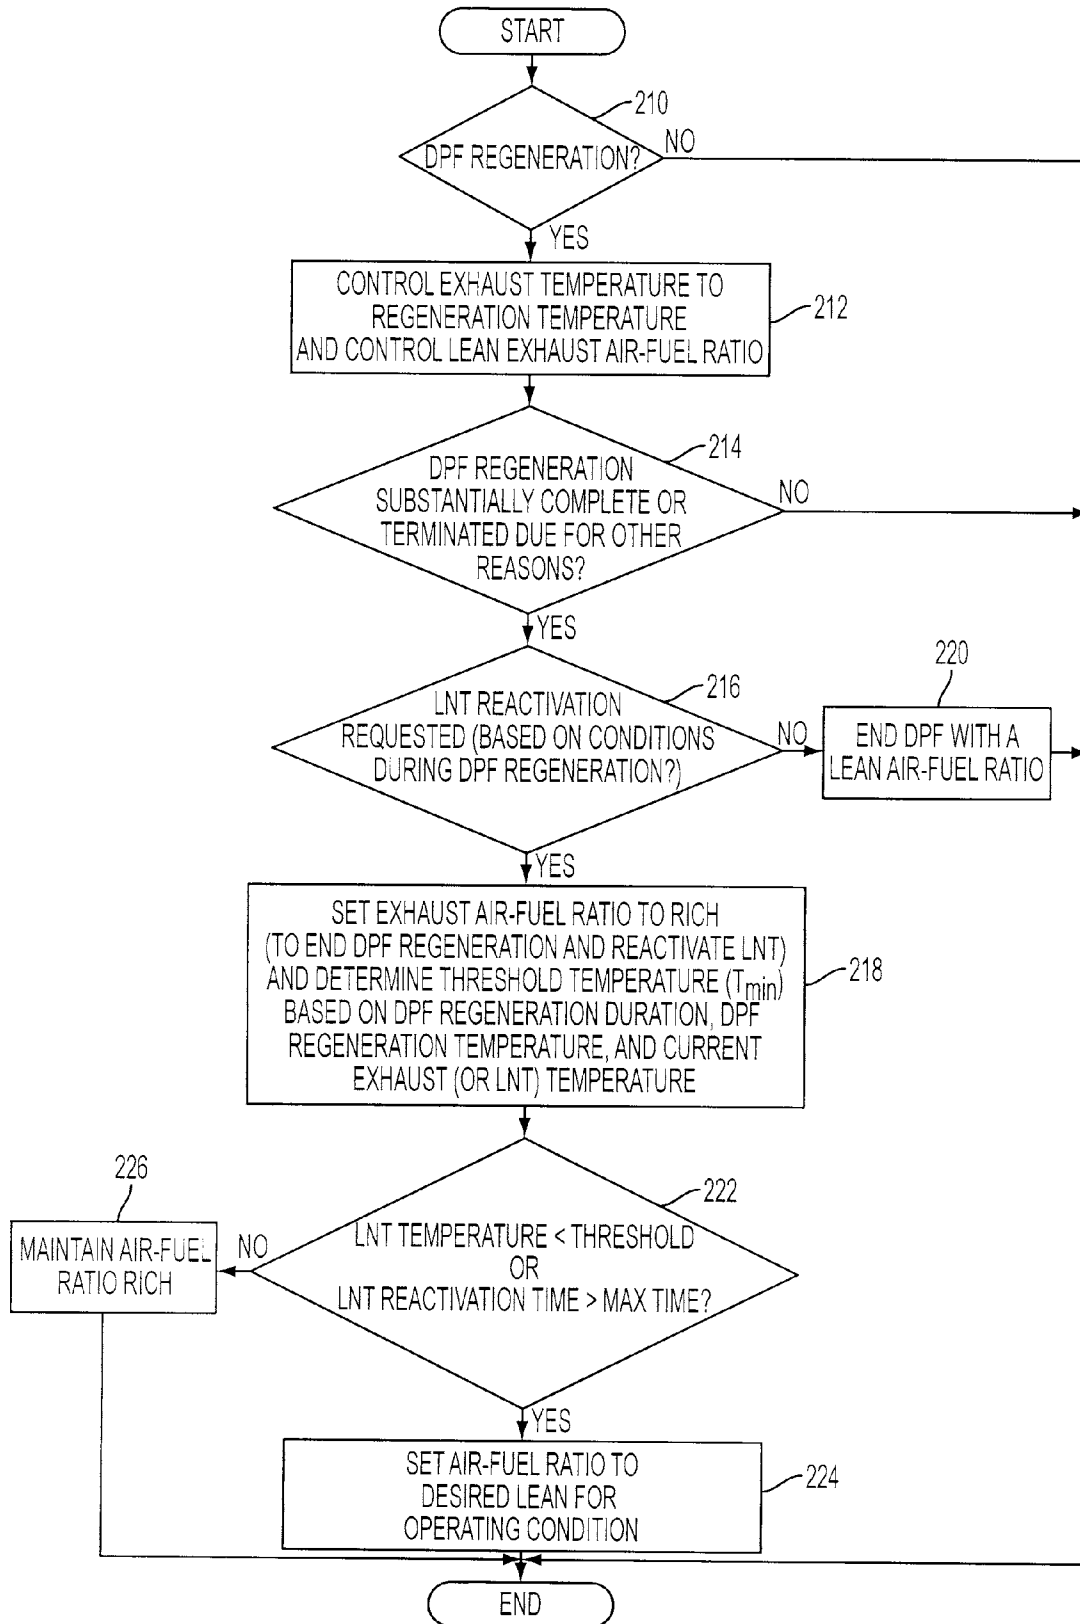 START
210
DPF REGENERATION?
NO
YES
CONTROL EXHAUST TEMPERATURE TO
REGENERATION TEMPERATURE
AND CONTROL LEAN EXHAUST AIR-FUEL RATIO
212
214
DPF REGENERATION
SUBSTANTIALLY COMPLETE OR
TERMINATED DUE FOR OTHER
REASONS?
NO
YES
216
LNT REACTIVATION
REQUESTED (BASED ON CONDITIONS
DURING DPF REGENERATION?)
NO
220
END DPF WITH A
LEAN AIR-FUEL RATIO
YES
SET EXHAUST AIR-FUEL RATIO TO RICH
(TO END DPF REGENERATION AND REACTIVATE LNT)
AND DETERMINE THRESHOLD TEMPERATURE (Tmin)
BASED ON DPF REGENERATION DURATION, DPF
REGENERATION TEMPERATURE, AND CURRENT
EXHAUST (OR LNT) TEMPERATURE
218
226
MAINTAIN AIR-FUEL
RATIO RICH
NO
222
LNT TEMPERATURE < THRESHOLD
OR
LNT REACTIVATION TIME > MAX TIME?
YES
SET AIR-FUEL RATIO TO
DESIRED LEAN FOR
OPERATING CONDITION
224
END